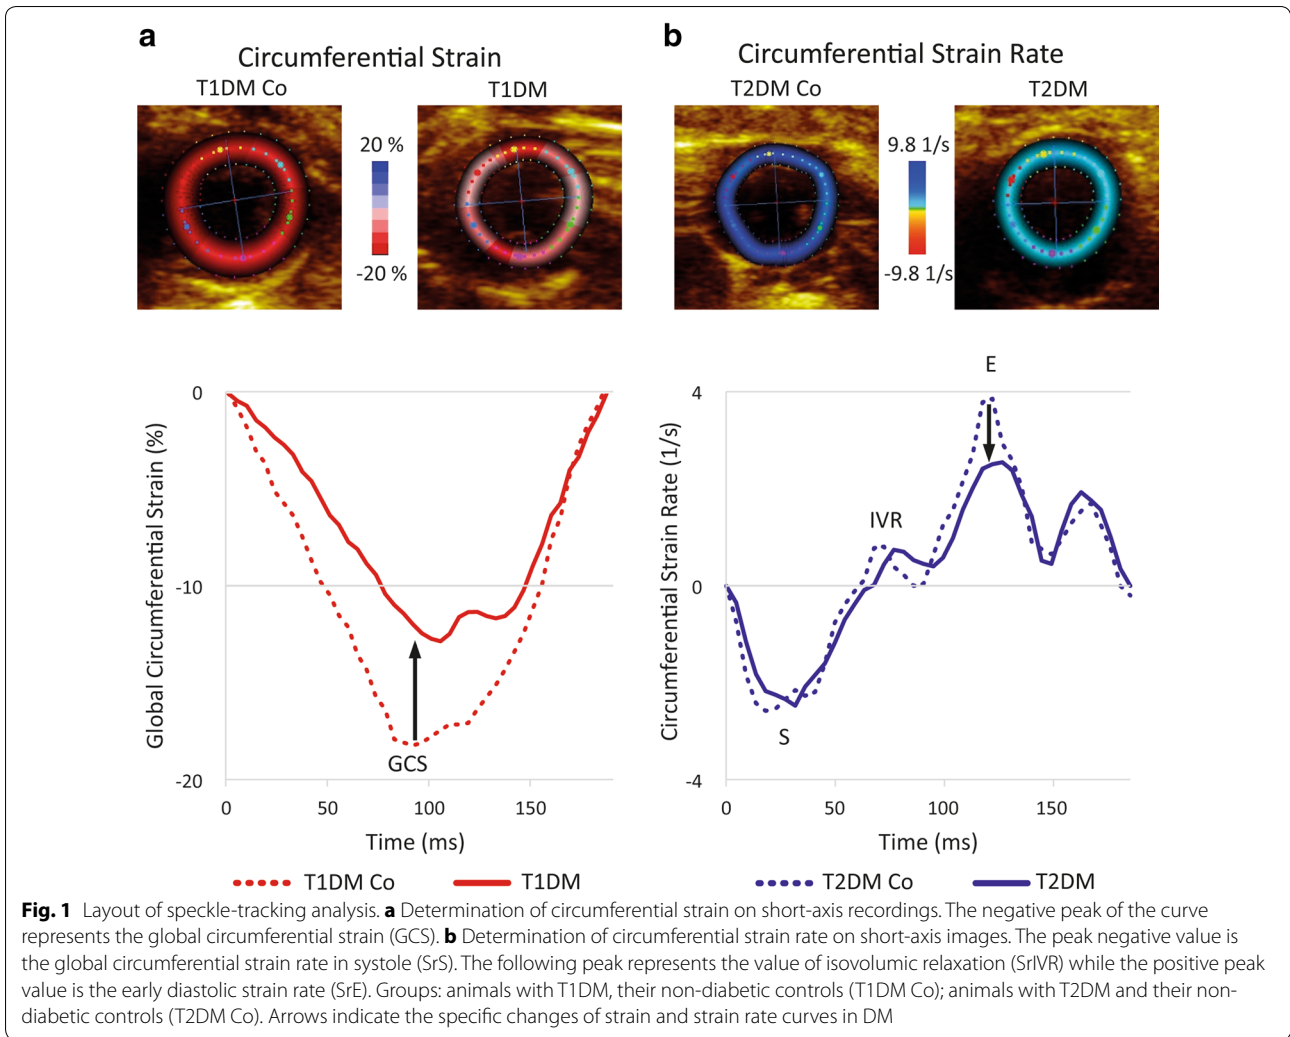 a
Circumferential Strain
T1DM Co
T1DM
20 %
-20 %
b
Circumferential Strain Rate
T2DM Co
T2DM
9.8 1/s
-9.8 1/s
Global Circumferential Strain (%)
0
-10
-20
GCS
0
50
100
150
Time (ms)
T1DM Co
T1DM
Circumferential Strain Rate (1/s)
4
0
-4
E
IVR
S
0
50
100
150
Time (ms)
T2DM Co
T2DM
Fig. 1 Layout of speckle-tracking analysis. a Determination of circumferential strain on short-axis recordings. The negative peak of the curve
represents the global circumferential strain (GCS). b Determination of circumferential strain rate on short-axis images. The peak negative value is
the global circumferential strain rate in systole (SrS). The following peak represents the value of isovolumic relaxation (SrIVR) while the positive peak
value is the early diastolic strain rate (SrE). Groups: animals with T1DM, their non-diabetic controls (T1DM Co); animals with T2DM and their non-
diabetic controls (T2DM Co). Arrows indicate the specific changes of strain and strain rate curves in DM